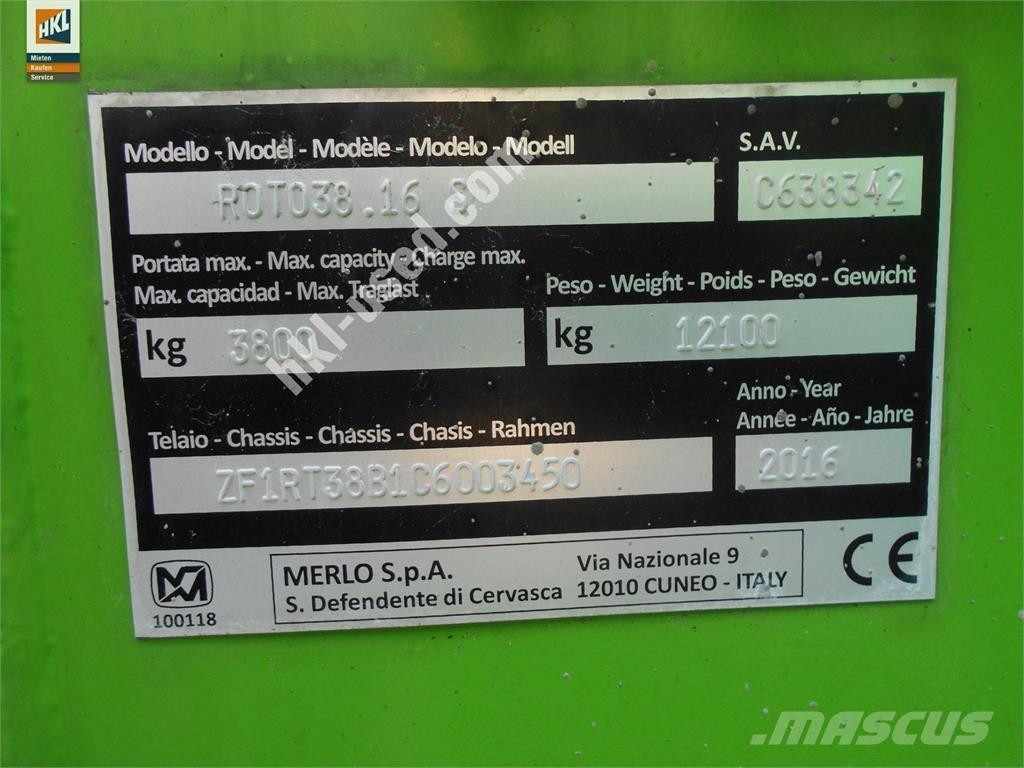 HKL
Mieten
Kaufen
Service
Modello - Model - Modèle - Modelo - Modell
S.A.V.
ROTO38.16 S
C638342
Portata max. - Max. capacity - Charge max.
Max. capacidad - Max. Traglast
Peso - Weight - Poids - Peso - Gewicht
kg 3800
kg 12100
Anno - Year
Année - Año - Jahre
Telaio - Chassis - Châssis - Chasis - Rahmen
ZF1RT38B1C6003450
2016
MERLO S.p.A.
Via Nazionale 9
S. Defendente di Cervasca
12010 CUNEO - ITALY
CE
100118
hkl-used.com
MASCUS